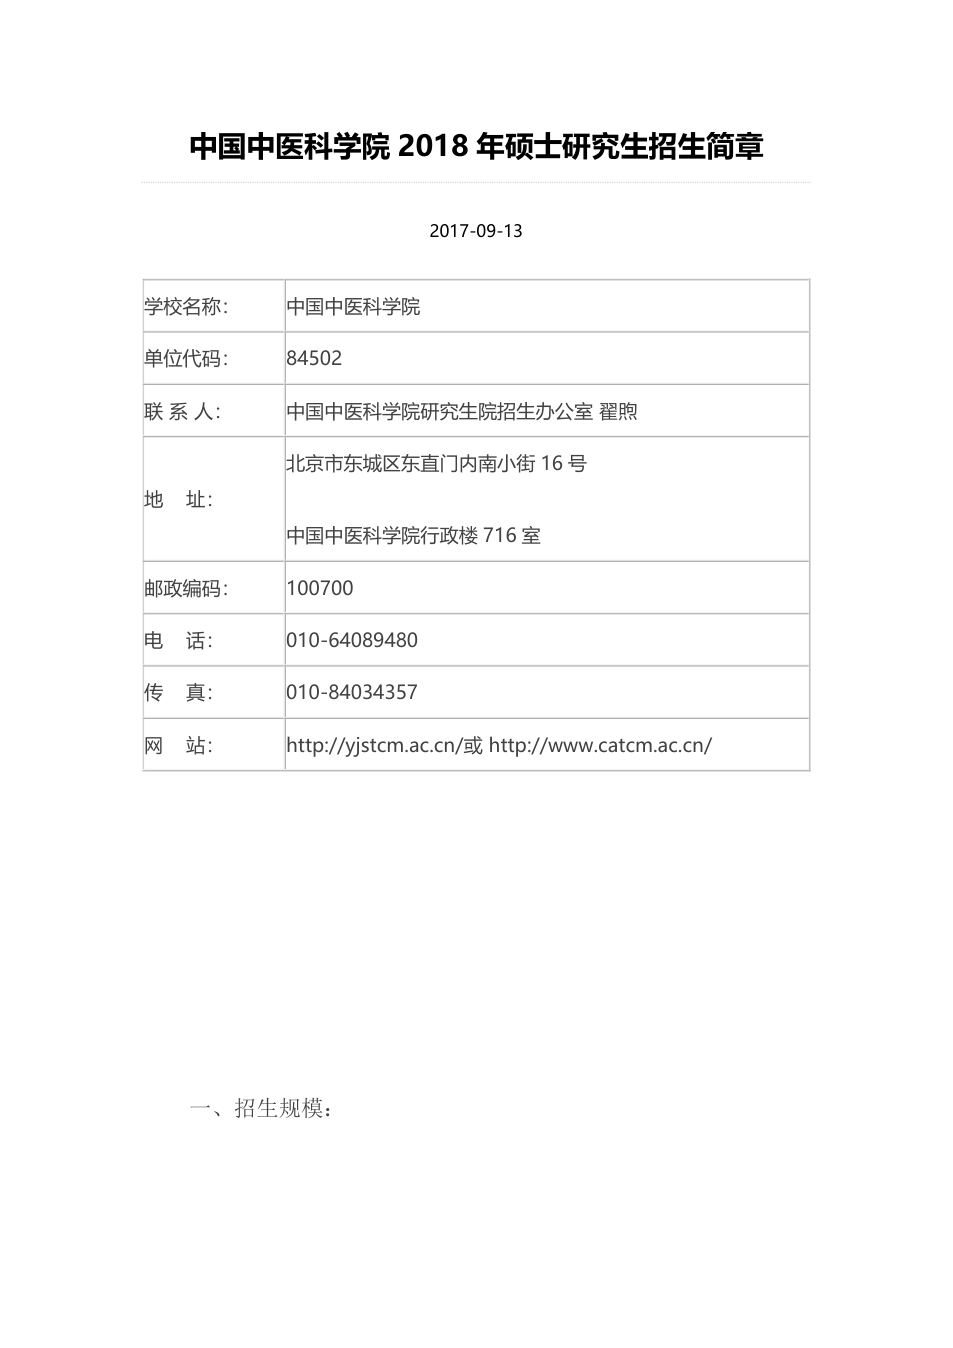 中国中医科学院 2018 年硕士研究生招生简章
2017-09-13
学校名称： 中国中医科学院
单位代码： 84502
联 系 人： 中国中医科学院研究生院招生办公室 翟煦
地 址： 北京市东城区东直门内南小街 16 号
中国中医科学院行政楼 716 室
邮政编码： 100700
电 话： 010-64089480
传 真： 010-84034357
网 站： http://yjstcm.ac.cn/或 http://www.catcm.ac.cn/
一、招生规模：